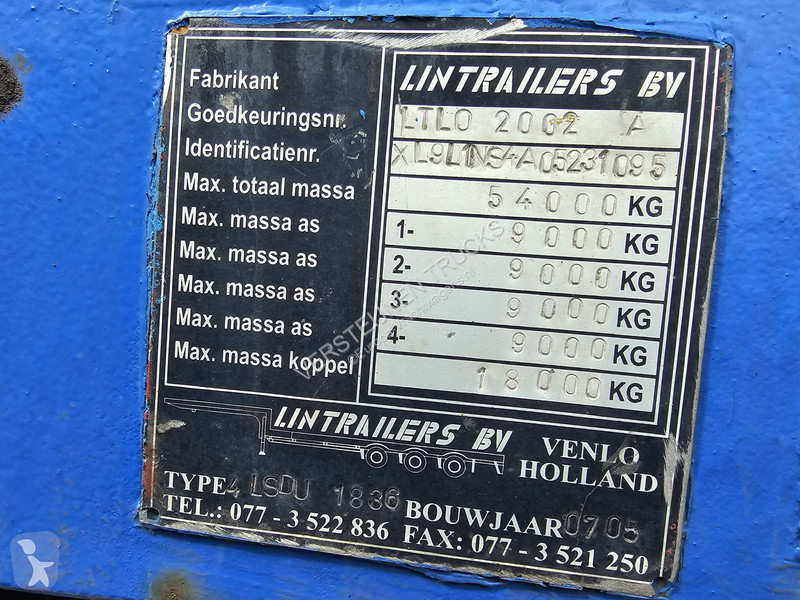 Fabrikant LINTRAILERS BV
Goedkeuringsnr. LTLO 2002 A
Identificatienr. XL9L1NS4A05231095
Max. totaal massa 54000 KG
Max. massa as 1- 9000 KG
Max. massa as 2- 9000 KG
Max. massa as 3- 9000 KG
Max. massa as 4- 9000 KG
Max. massa koppel 18000 KG
LINTRAILERS BV VENLO
HOLLAND
TYPE 4 LSDU 1836 BOUWJAAR 0705
TEL.: 077 - 3 522 836 FAX: 077 - 3 521 250
VERSTEIJNEN TRUCKS